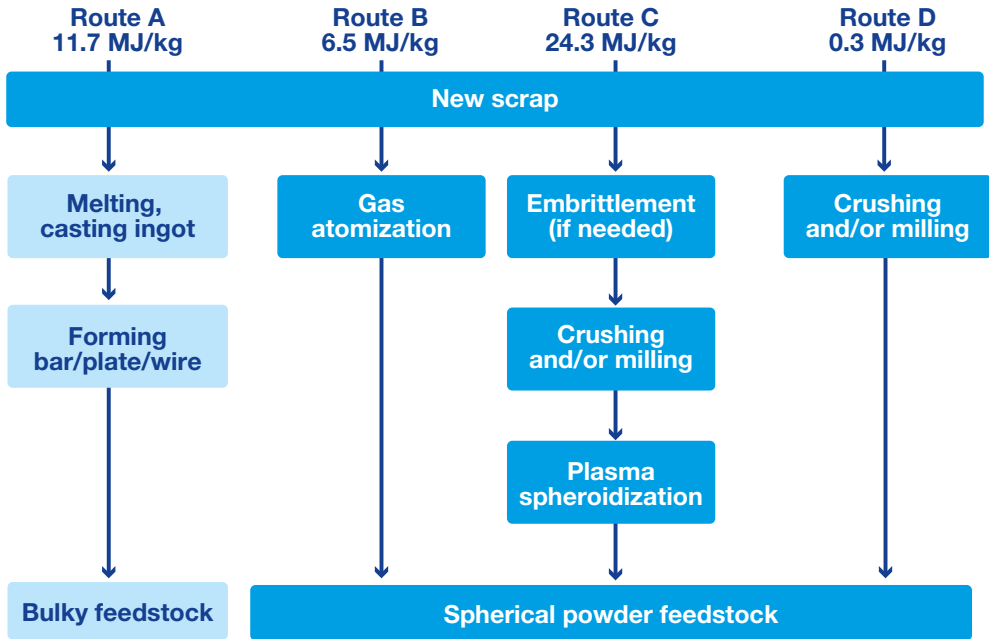 Route A
11.7 MJ/kg
Route B
6.5 MJ/kg
Route C
24.3 MJ/kg
Route D
0.3 MJ/kg
New scrap
Melting,
casting ingot
Gas
atomization
Embrittlement
(if needed)
Crushing
and/or milling
Forming
bar/plate/wire
Crushing
and/or milling
Plasma
spheroidization
Bulky feedstock
Spherical powder feedstock